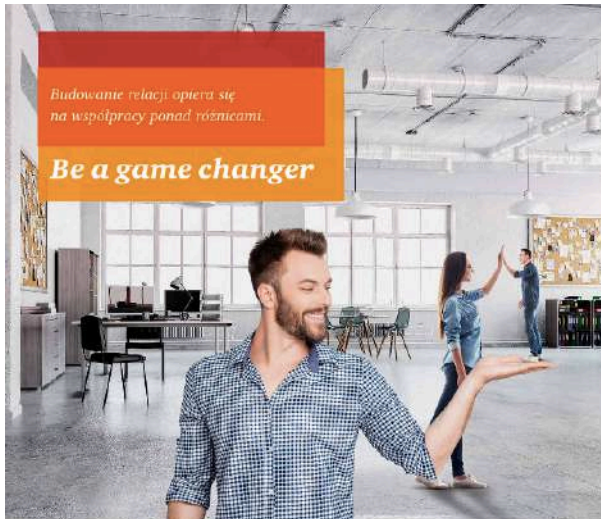 Budowanie relacji opiera się
na współpracy ponad różnicami.
Be a game changer